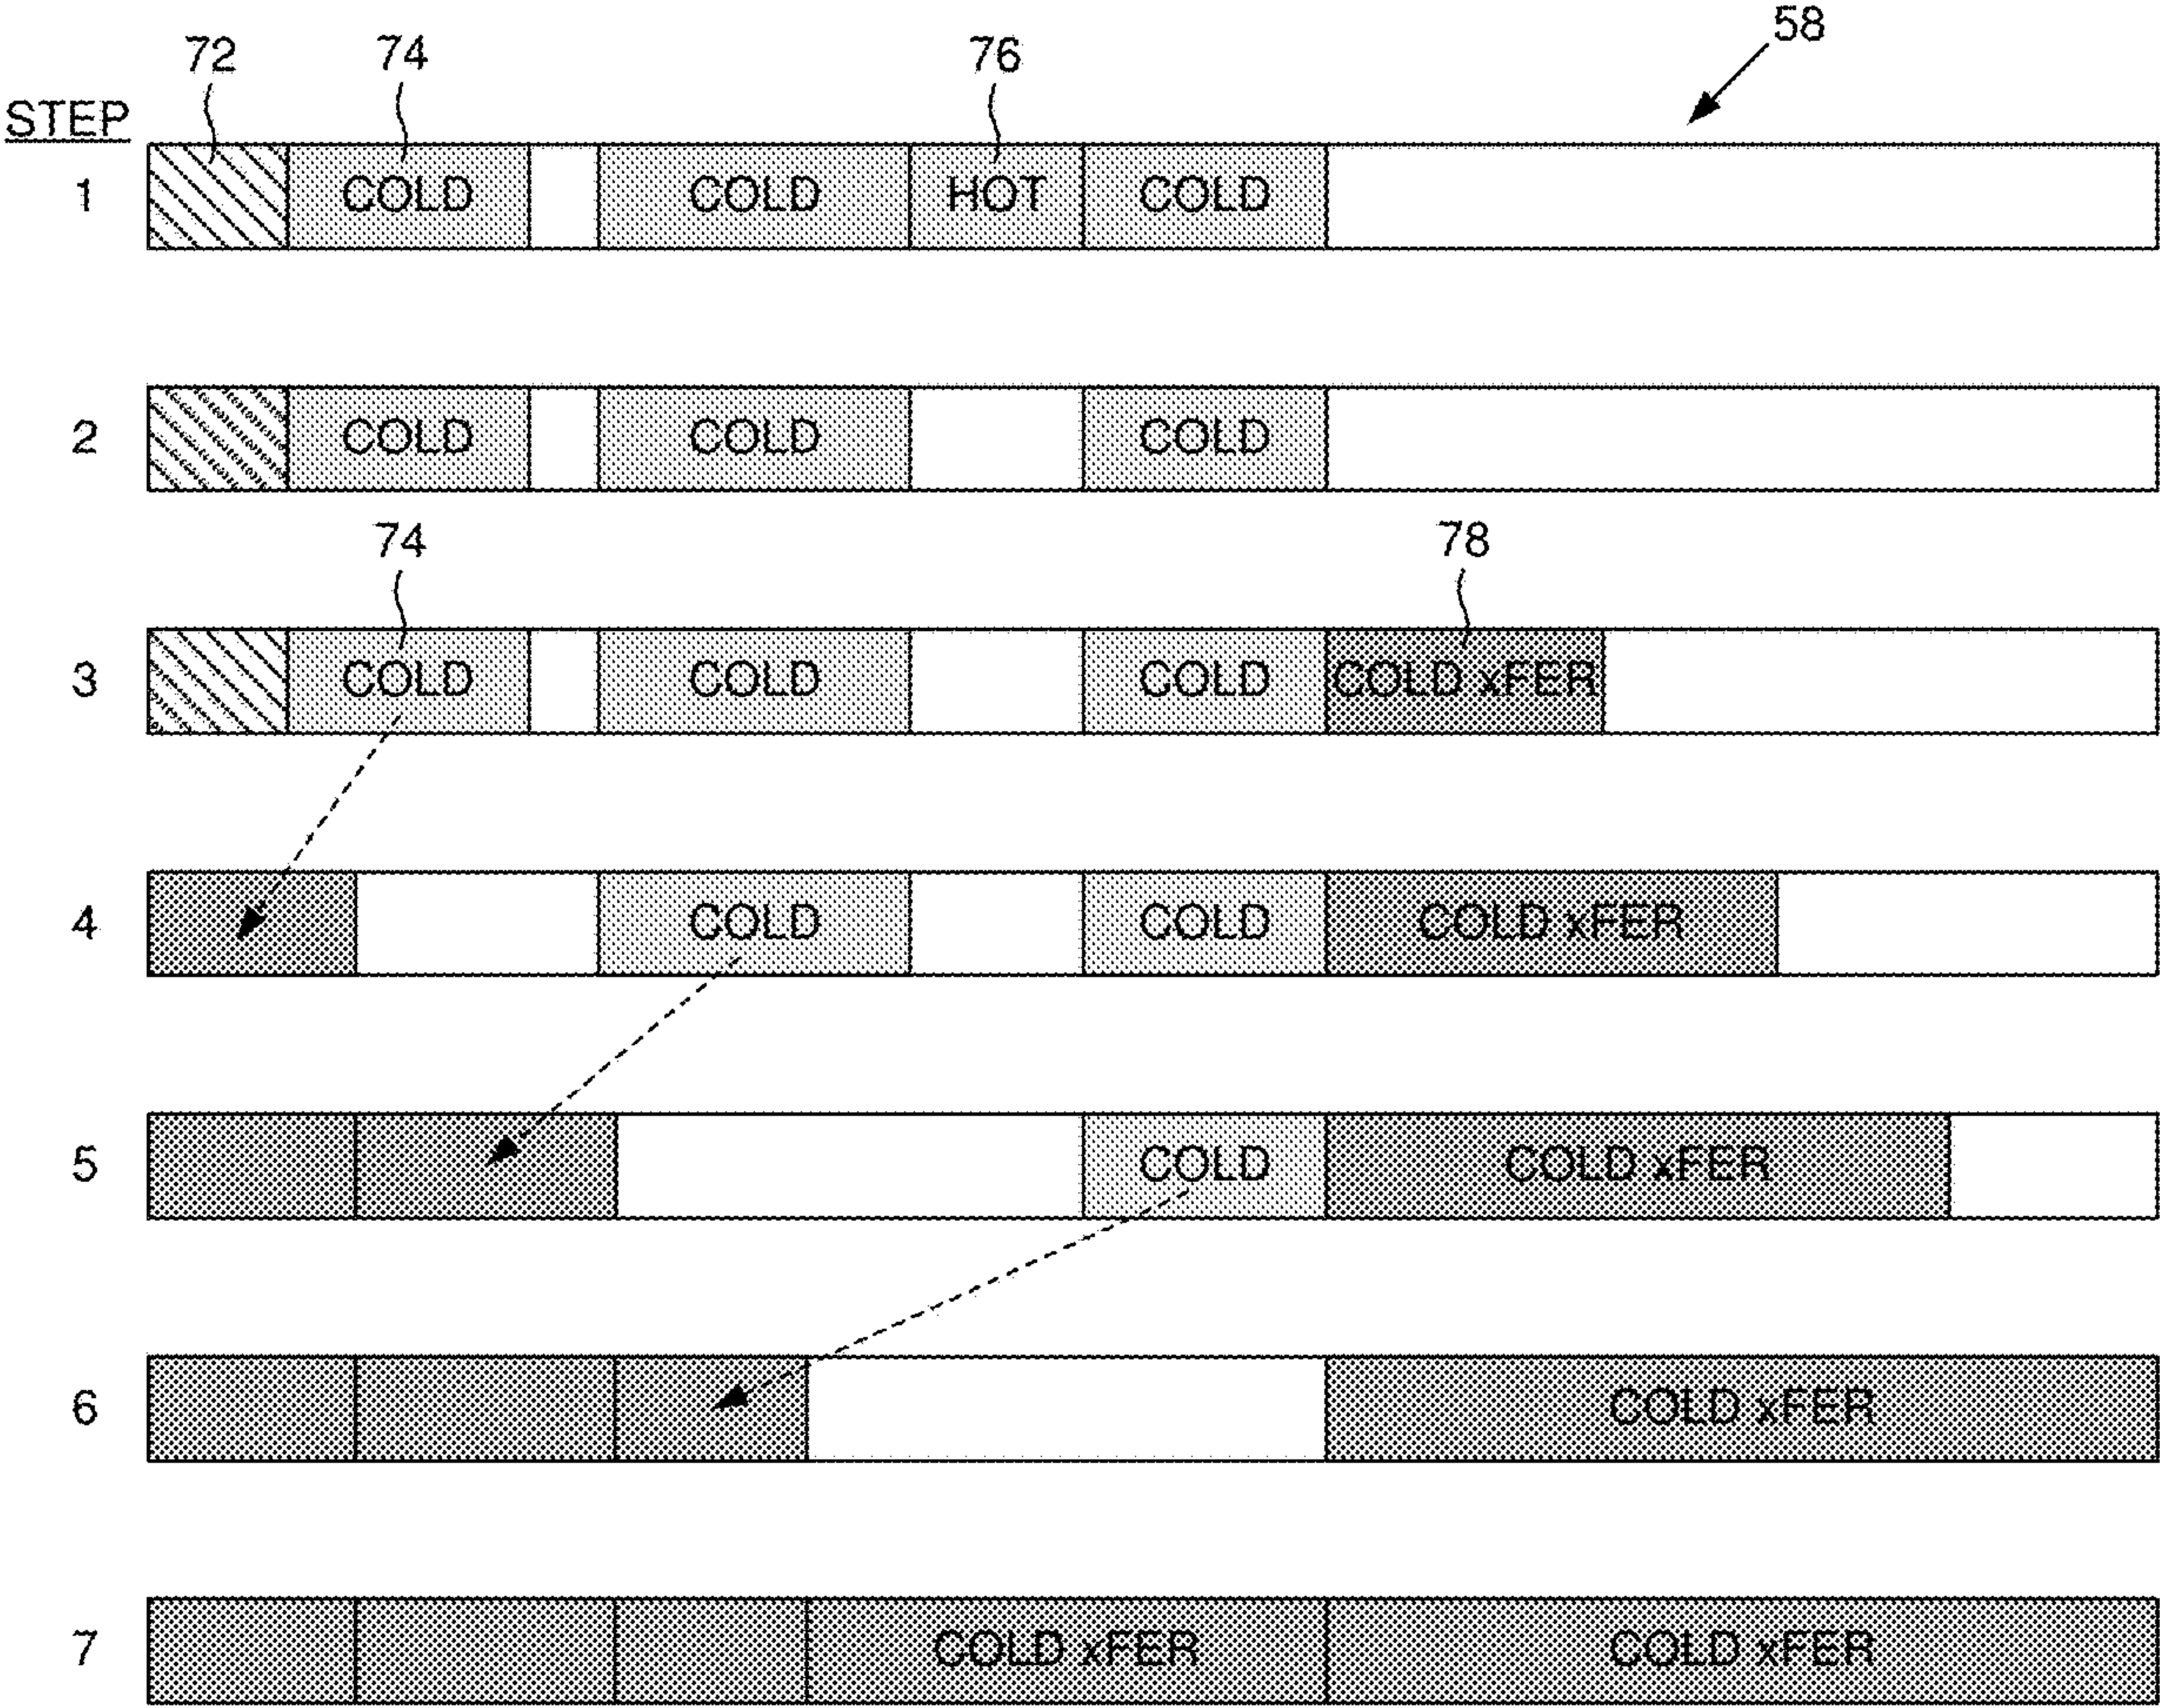 58
72 74 76
STEP
1 COLD COLD HOT COLD
2 COLD COLD COLD
74 78
3 COLD COLD COLD COLD xFER
4 COLD COLD COLD xFER
5 COLD COLD xFER
6 COLD xFER
7 COLD xFER COLD xFER